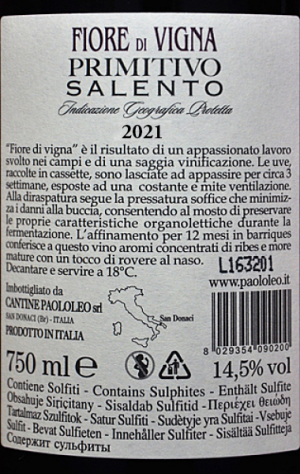 FIORE DI VIGNA
PRIMITIVO
SALENTO
Indicazione Geografica Protetta
2021
"Fiore di vigna" è il risultato di un appassionato lavoro
svolto nei campi e di una saggia vinificazione. Le uve,
raccolte in cassette, sono lasciate ad appassire per circa 3
settimane, esposte ad una costante e mite ventilazione.
Alla diraspatura segue la pressatura soffice che minimiz-
za i danni alla buccia, consentendo al mosto di preservare
le proprie caratteristiche organolettiche durante la
fermentazione. L'affinamento per 12 mesi in barriques
conferisce a questo vino aromi concentrati di ribes e more
mature con un tocco di rovere al naso.
Decantare e servire a 18°C.
L163201
www.paololeo.it
Imbottigliato da
CANTINE PAOLOLEO srl
SAN DONACI (Br) - ITALIA
PRODOTTO IN ITALIA
San Donaci
750 ml e
8 029354 090200
14,5% vol
Contiene Solfiti - Contains Sulphites - Enthält Sulfite
Obsahuje Siricitany - Sisaldab Sulfitid - Περιέχει θειώδη
Tartalmaz Szulfitok - Satur Sulfiti - Sudėtyje yra Sulfitai - Vsebuje
Sulfit - Bevat Sulfieten - Innehåller Sulfiter - Sisältää Sulfitteja
Содержит сульфиты